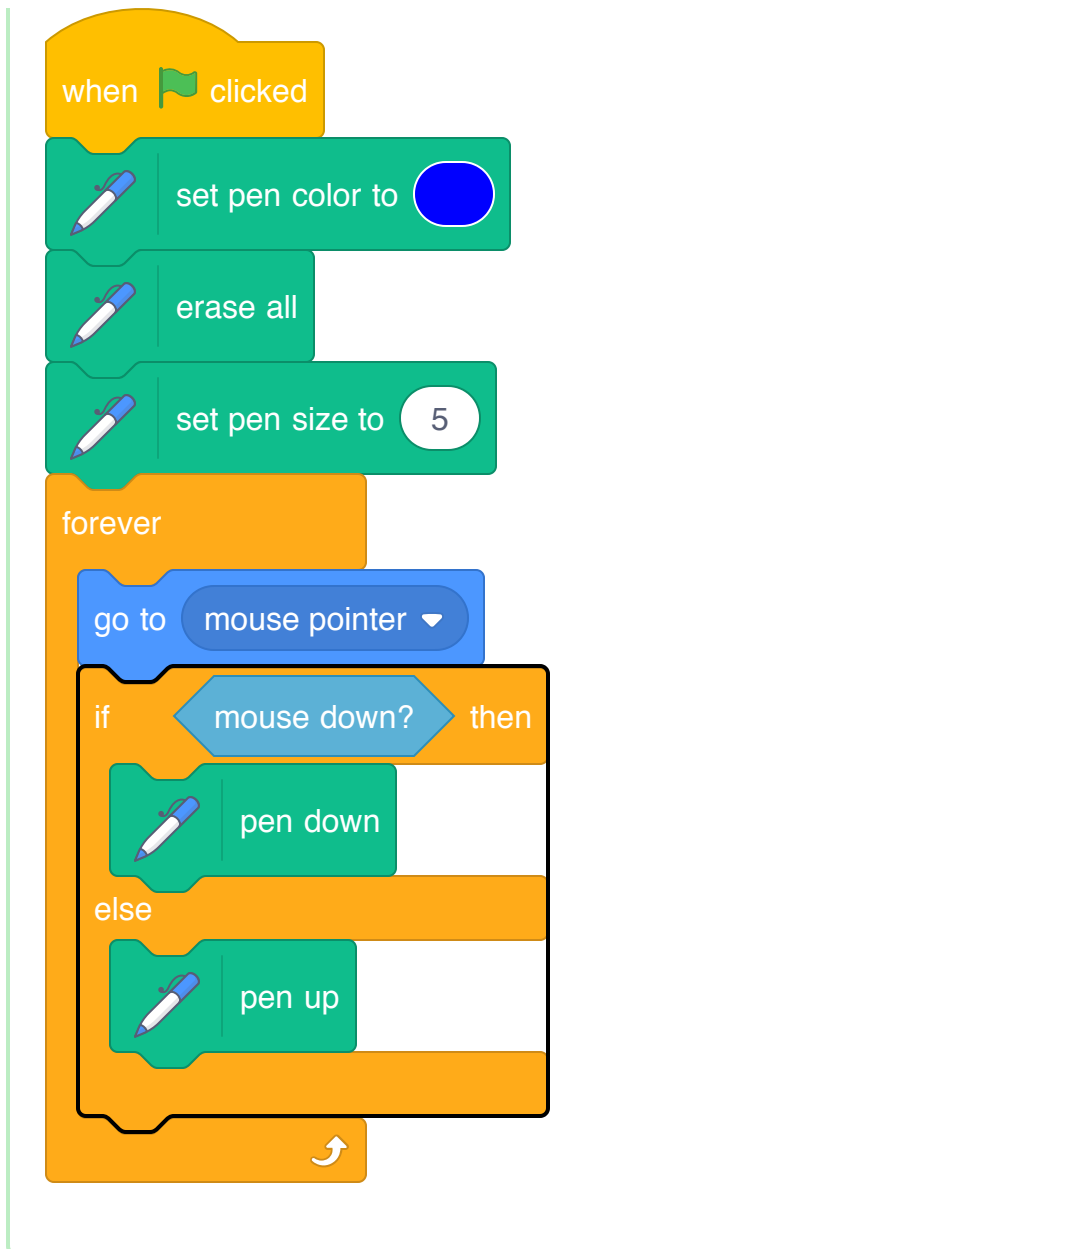 when clicked
set pen color to
erase all
set pen size to 5
forever
go to mouse pointer
if mouse down? then
pen down
else
pen up